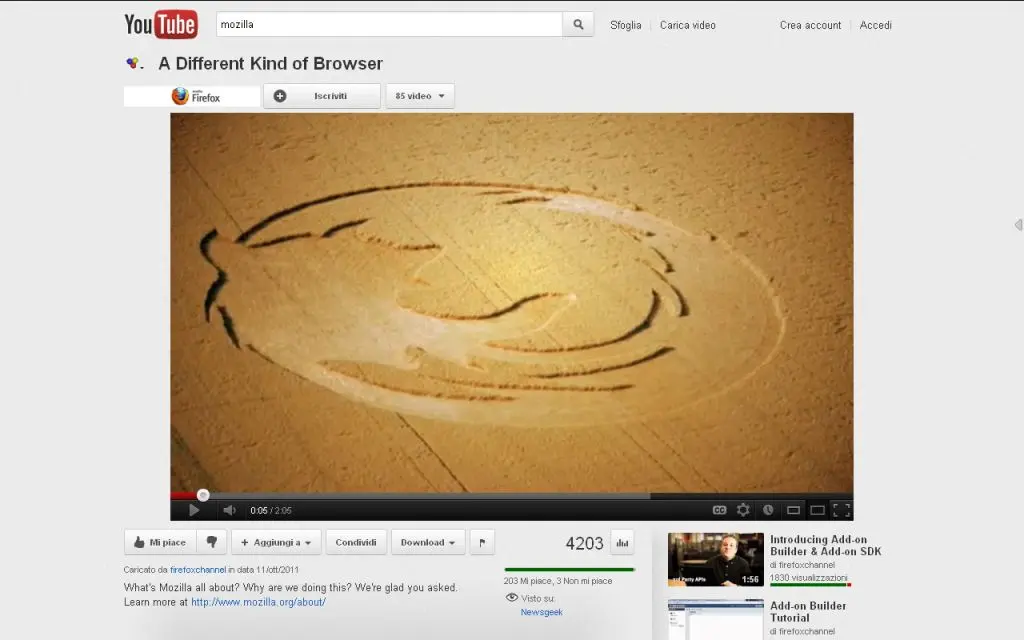 YouTube
mozilla
Sfoglia
Carica video
Crea account
Accedi
A Different Kind of Browser
Firefox
Iscriviti
85 video
0:06 / 2:05
CC
Mi piace
+ Aggiungi a
Condividi
Download
4203
Caricato da firefoxchannel in data 11/ott/2011
What's Mozilla all about? Why are we doing this? We're glad you asked.
Learn more at http://www.mozilla.org/about/
203 Mi piace, 3 Non mi piace
Visto su:
Newsgeek
3rd Party APIs
1:56
Introducing Add-on
Builder & Add-on SDK
di firefoxchannel
1830 visualizzazioni
Add-on Builder
Tutorial
di firefoxchannel